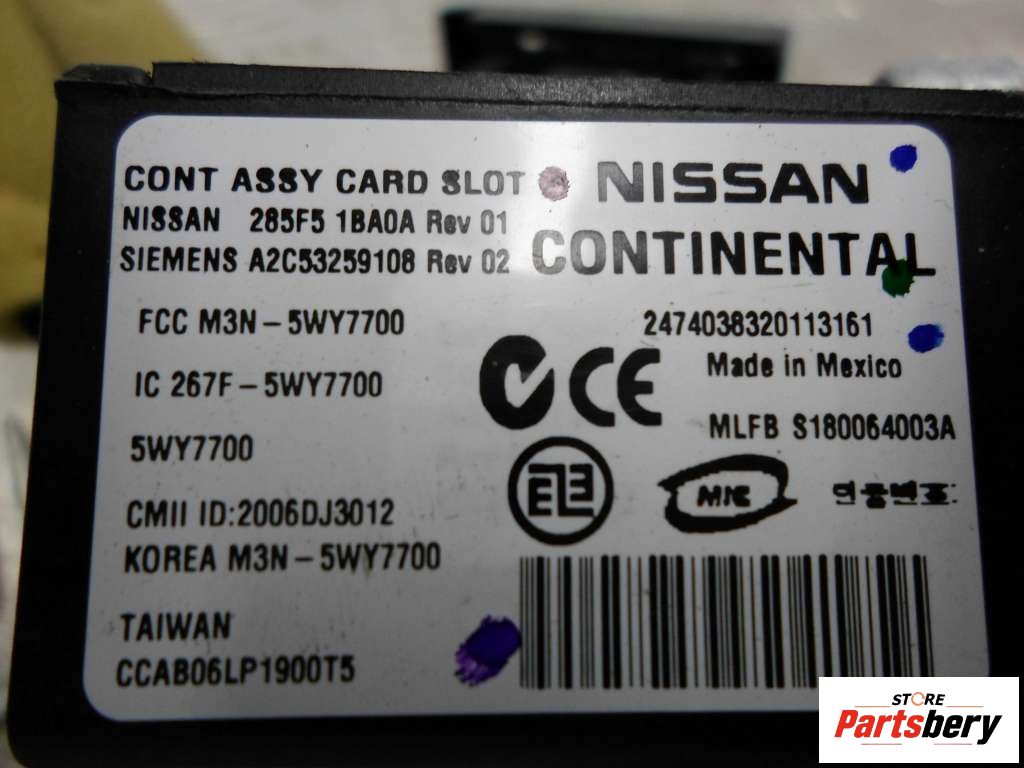 CONT ASSY CARD SLOT
NISSAN
NISSAN 285F5 1BA0A Rev 01
SIEMENS A2C53259108 Rev 02
CONTINENTAL
FCC M3N-5WY7700
2474038320113161
Made in Mexico
IC 267F-5WY7700
CE
MLFB S180064003A
5WY7700
MIC
CMII ID:2006DJ3012
KOREA M3N-5WY7700
TAIWAN
CCAB06LP1900T5
STORE
Partsbery